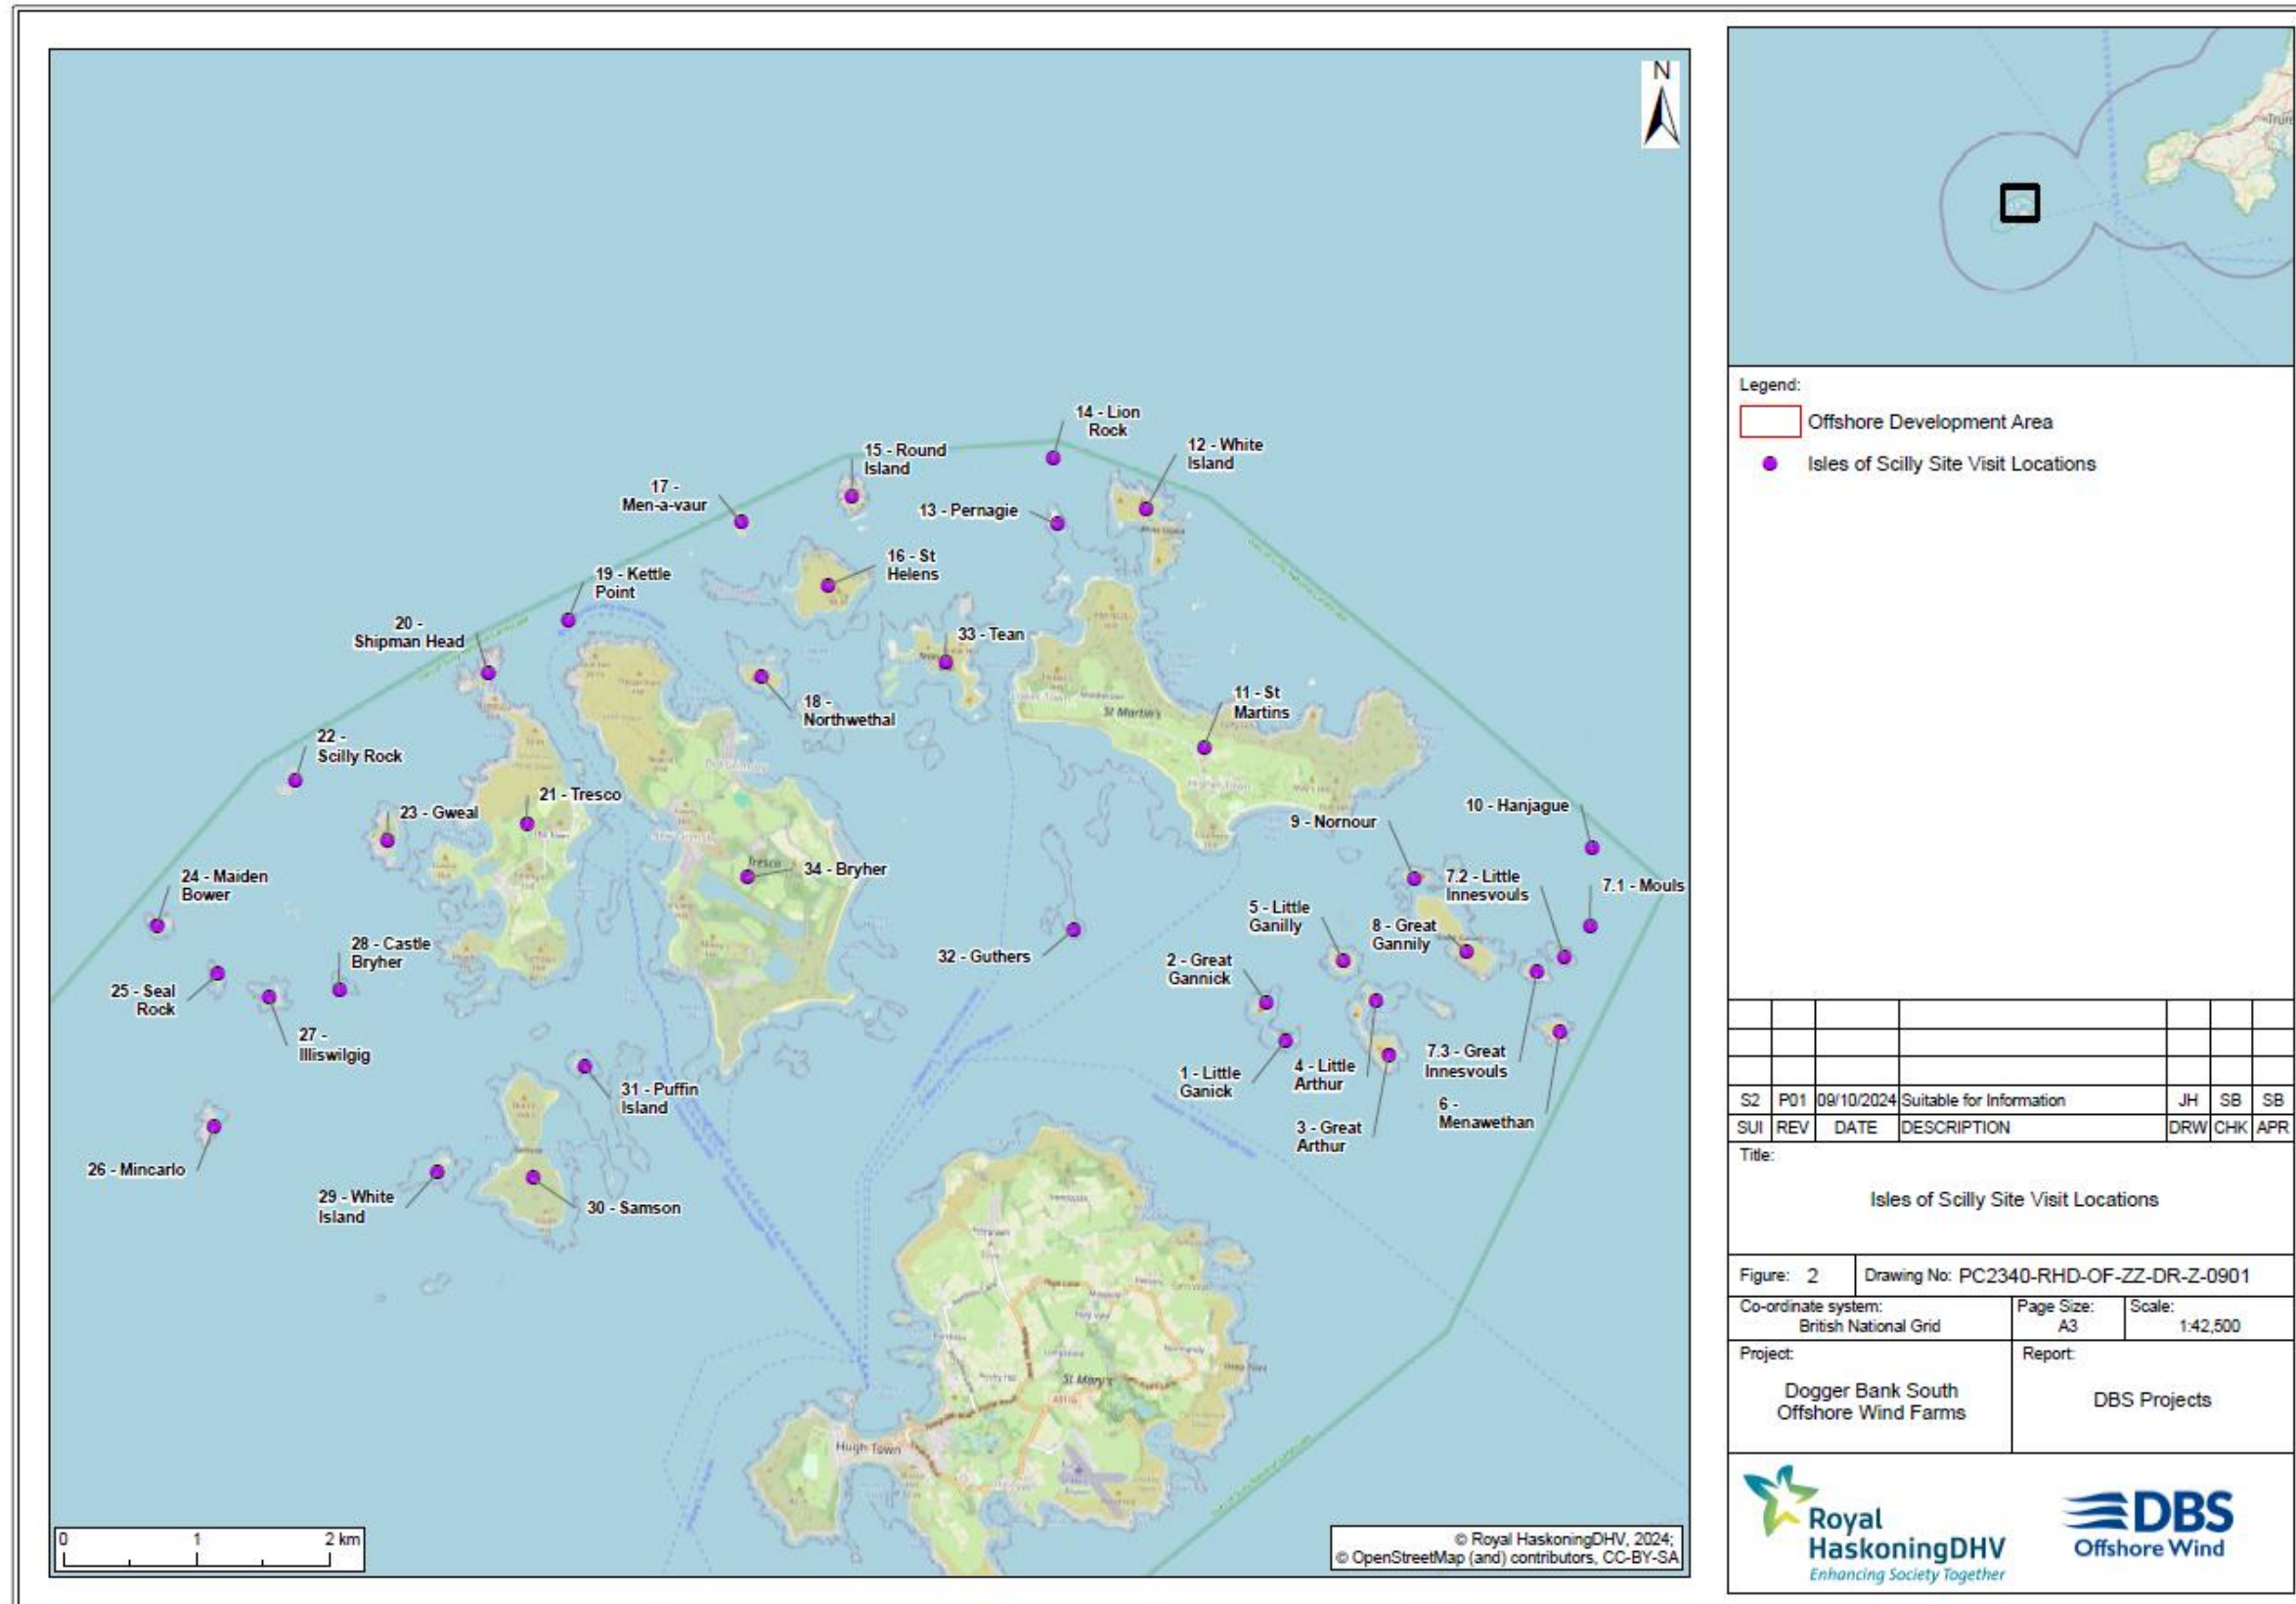 N
14 - Lion
Rock
15 - Round
Island
12 - White
Island
17 -
Men-a-vaur
13 - Pernagie
16 - St
Helens
19 - Kettle
Point
20 -
Shipman Head
33 - Tean
18 -
Northwethal
11 - St
Martins
St Martin's
Higher Town
22 -
Scilly Rock
21 - Tresco
23 - Gweal
10 - Hanjague
9 - Nornour
Tresco
34 - Bryher
24 - Maiden
Bower
7.2 - Little
Innesvouls
7.1 - Mouls
5 - Little
Ganilly
8 - Great
Gannily
28 - Castle
Bryher
32 - Guthers
2 - Great
Gannick
25 - Seal
Rock
27 -
Illiswilgig
1 - Little
Ganick
4 - Little
Arthur
7.3 - Great
Innesvouls
31 - Puffin
Island
3 - Great
Arthur
6 -
Menawethan
26 - Mincarlo
29 - White
Island
30 - Samson
St Mary's
Hugh Town
0 1 2 km
© Royal HaskoningDHV, 2024;
© OpenStreetMap (and) contributors, CC-BY-SA
Legend:
Offshore Development Area
Isles of Scilly Site Visit Locations
S2 P01 09/10/2024 Suitable for Information JH SB SB
SUI REV DATE DESCRIPTION DRW CHK APR
Title:
Isles of Scilly Site Visit Locations
Figure: 2 Drawing No: PC2340-RHD-OF-ZZ-DR-Z-0901
Co-ordinate system: Page Size: Scale:
British National Grid A3 1:42,500
Project: Report:
Dogger Bank South
Offshore Wind Farms
DBS Projects
Royal
HaskoningDHV
Enhancing Society Together
DBS
Offshore Wind